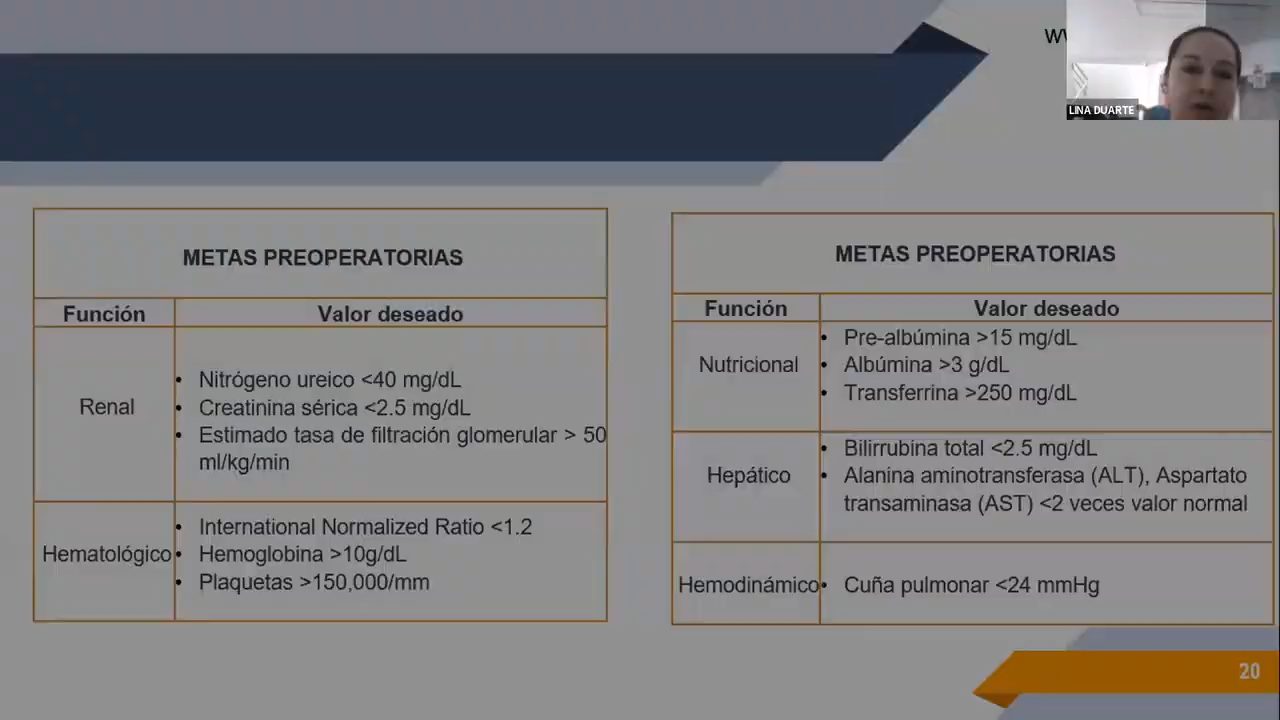 LINA DUARTE
METAS PREOPERATORIAS
Función
Valor deseado
Renal
• Nitrógeno ureico <40 mg/dL
• Creatinina sérica <2.5 mg/dL
• Estimado tasa de filtración glomerular > 50
ml/kg/min
Hematológico
• International Normalized Ratio <1.2
• Hemoglobina >10g/dL
• Plaquetas >150,000/mm
METAS PREOPERATORIAS
Función
Valor deseado
Nutricional
• Pre-albúmina >15 mg/dL
• Albúmina >3 g/dL
• Transferrina >250 mg/dL
Hepático
• Bilirrubina total <2.5 mg/dL
• Alanina aminotransferasa (ALT), Aspartato
transaminasa (AST) <2 veces valor normal
Hemodinámico
• Cuña pulmonar <24 mmHg
20